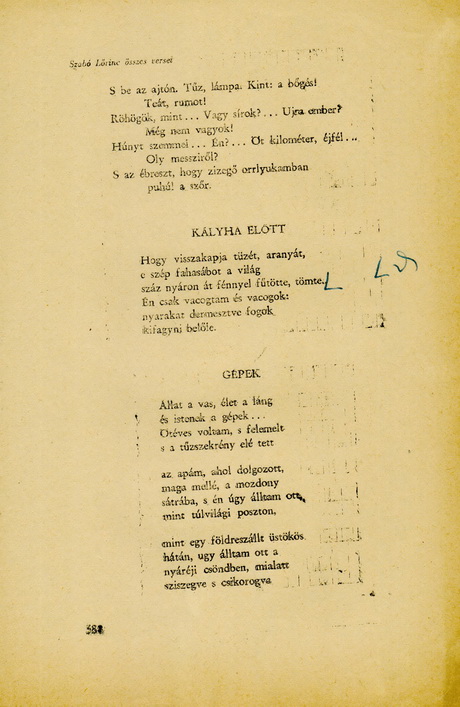 Szabó Lőrinc összes versei
S be az ajtón. Tűz, lámpa. Kint: a bőgés!
Teát, rumot!
Röhögök, mint... Vagy sírok?... Ujra ember?
Még nem vagyok!
Húnyt szemmel... Én?... Öt kilométer, éjfél...
Oly messziről?
S az ébreszt, hogy zizegő orrlyukamban
puhúl a szőr.
KÁLYHA ELŐTT
Hogy visszakapja tüzét, aranyát,
e szép fahasábot a világ
száz nyáron át fénnyel fűtötte, tömte.
Én csak vacogtam és vacogok:
nyarakat dermesztve fogok
kifagyni belőle.
GÉPEK
Állat a vas, élet a láng
és istenek a gépek...
Ötéves voltam, s felemelt
s a tűzszekrény elé tett
az apám, ahol dolgozott,
maga mellé, a mozdony
sátrába, s én úgy álltam ott,
mint túlvilági poszton,
mint egy földreszállt üstökös
hátán, ugy álltam ott a
nyáréji csöndben, mialatt
sziszegve s csikorogva